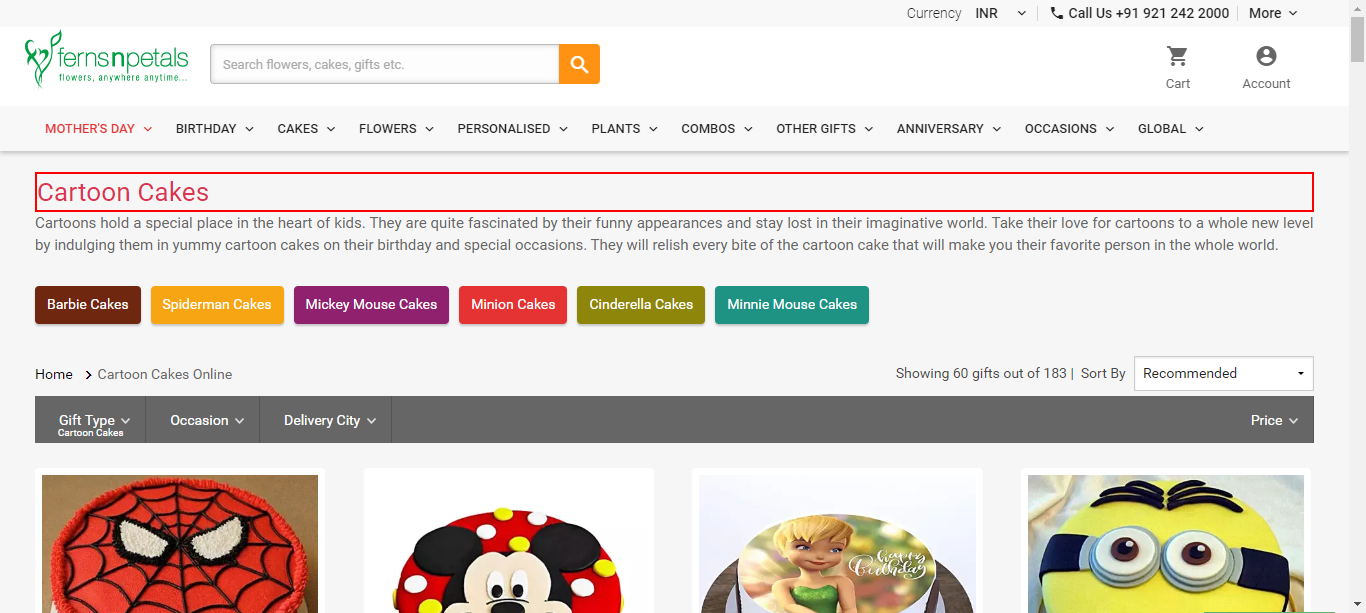 Currency INR Call Us +91 921 242 2000 More
fernsnpetals
flowers, anywhere anytime...
Search flowers, cakes, gifts etc.
Cart Account
MOTHER'S DAY BIRTHDAY CAKES FLOWERS PERSONALISED PLANTS COMBOS OTHER GIFTS ANNIVERSARY OCCASIONS GLOBAL
Cartoon Cakes
Cartoons hold a special place in the heart of kids. They are quite fascinated by their funny appearances and stay lost in their imaginative world. Take their love for cartoons to a whole new level
by indulging them in yummy cartoon cakes on their birthday and special occasions. They will relish every bite of the cartoon cake that will make you their favorite person in the whole world.
Barbie Cakes Spiderman Cakes Mickey Mouse Cakes Minion Cakes Cinderella Cakes Minnie Mouse Cakes
Home Cartoon Cakes Online Showing 60 gifts out of 183 | Sort By Recommended
Gift Type Occasion Delivery City Price
Cartoon Cakes
happy
Birthday